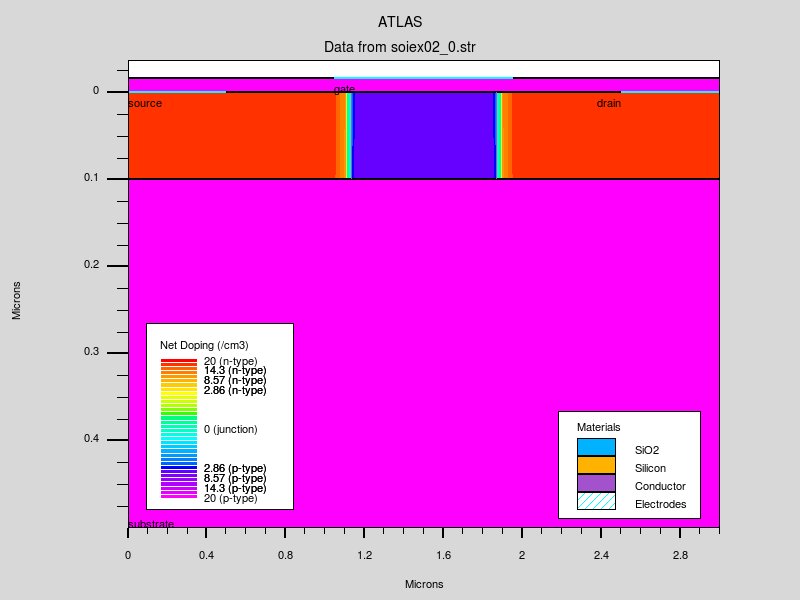 ATLAS
Data from soiex02_0.str
0
gate
source
drain
0.1
0.2
Microns
0.3
Net Doping (/cm3)
20 (n-type)
14.3 (n-type)
8.57 (n-type)
2.86 (n-type)
0 (junction)
2.86 (p-type)
8.57 (p-type)
14.3 (p-type)
20 (p-type)
0.4
Materials
SiO2
Silicon
Conductor
Electrodes
substrate
0 0.4 0.8 1.2 1.6 2 2.4 2.8
Microns